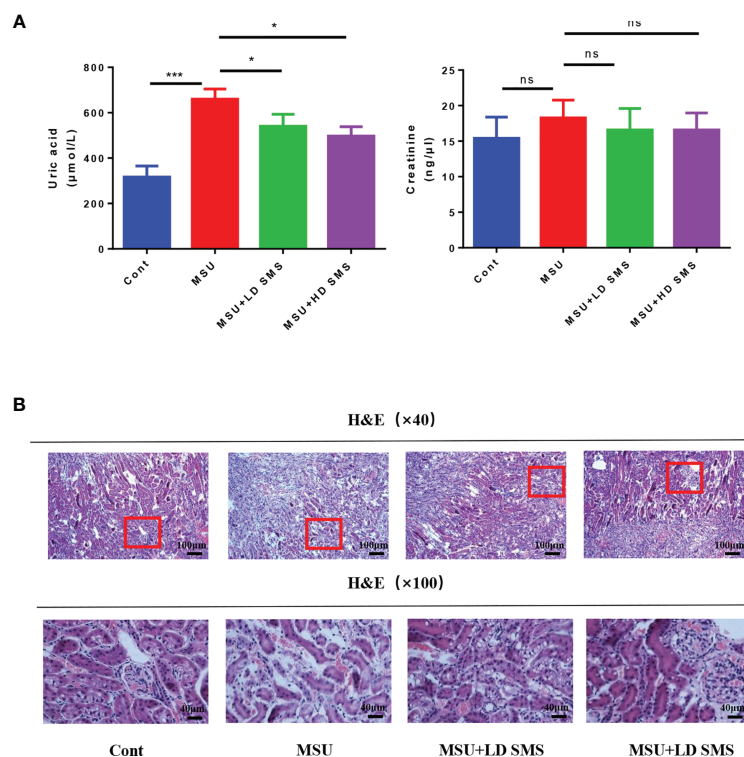 A
*
*
***
800
600
400
200
0
Uric acid
(μmol/L)
Cont
MSU
MSU+LD SMS
MSU+HD SMS
ns
ns
ns
25
20
15
10
5
0
Creatinine
(ng/μl)
Cont
MSU
MSU+LD SMS
MSU+HD SMS
B
H&E (×40)
100μm 100μm 100μm 100μm
H&E (×100)
40μm 40μm 40μm 40μm
Cont MSU MSU+LD SMS MSU+LD SMS